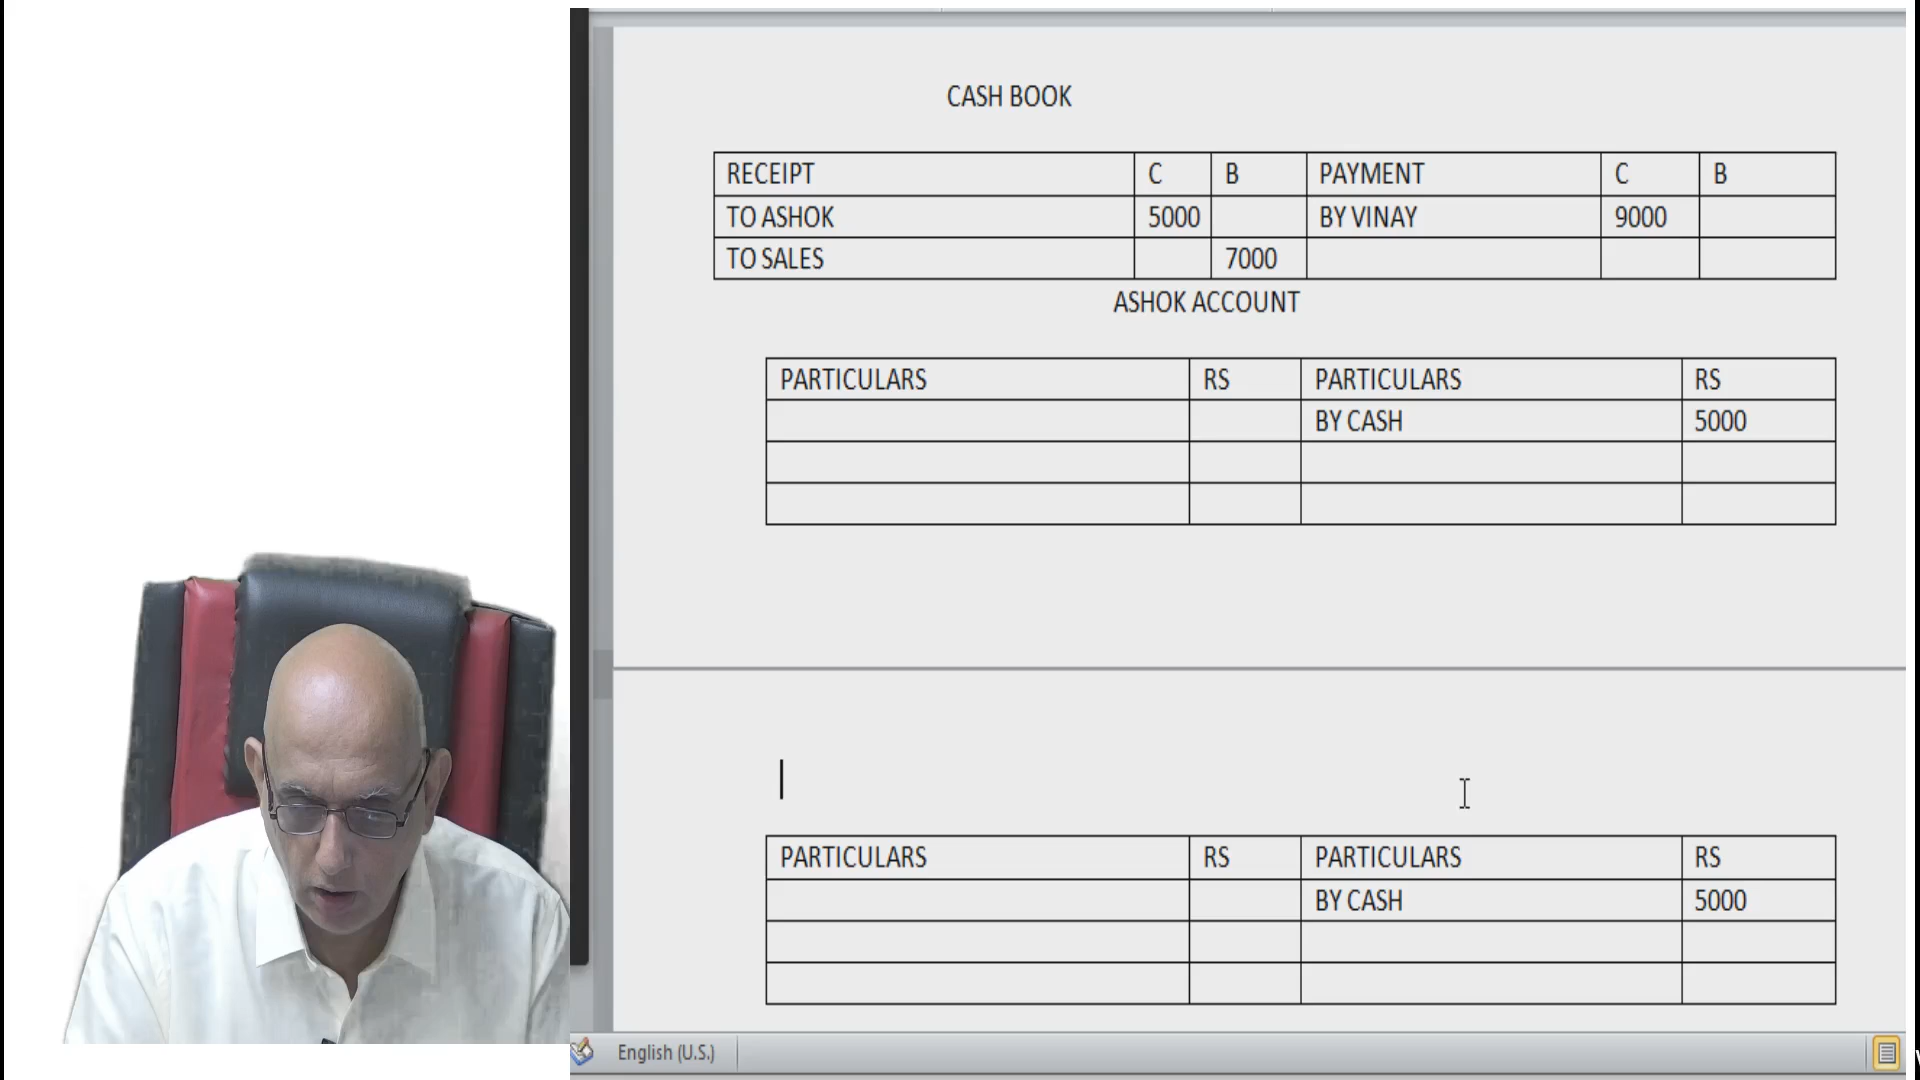 CASH BOOK
RECEIPT C B PAYMENT C B
TO ASHOK 5000 BY VINAY 9000
TO SALES 7000
ASHOK ACCOUNT
PARTICULARS RS PARTICULARS RS
BY CASH 5000
PARTICULARS RS PARTICULARS RS
BY CASH 5000
English (U.S.)